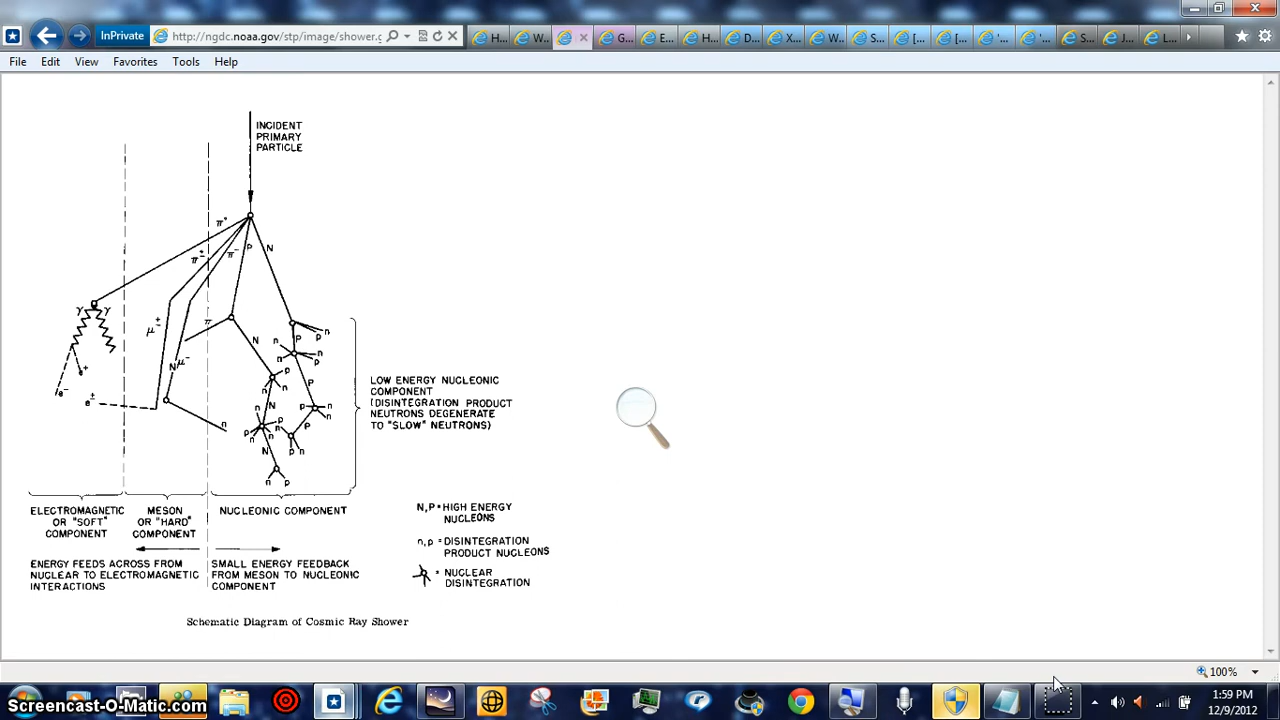 InPrivate
http://ngdc.noaa.gov/stp/image/shower.g
H...
W...
G...
E...
H...
D...
X...
W...
S...
[...
[...
'...
'...
S...
J...
L...
File Edit View Favorites Tools Help
INCIDENT
PRIMARY
PARTICLE
π°
π±
π-
P
N
γ γ
μ±
π
N
μ-
e+
e-
e±
n
N
n
p
P
n
n
p
n
p
p
n
n
P
N
n
p
n
p
n
p
n
P
N
p
n
n
p
LOW ENERGY NUCLEONIC
COMPONENT
(DISINTEGRATION PRODUCT
NEUTRONS DEGENERATE
TO "SLOW" NEUTRONS)
ELECTROMAGNETIC
OR "SOFT"
COMPONENT
MESON
OR "HARD"
COMPONENT
NUCLEONIC COMPONENT
ENERGY FEEDS ACROSS FROM
NUCLEAR TO ELECTROMAGNETIC
INTERACTIONS
SMALL ENERGY FEEDBACK
FROM MESON TO NUCLEONIC
COMPONENT
N,P = HIGH ENERGY
NUCLEONS
n,p = DISINTEGRATION
PRODUCT NUCLEONS
= NUCLEAR
DISINTEGRATION
Schematic Diagram of Cosmic Ray Shower
100%
Screencast-O-Matic.com
1:59 PM
12/9/2012